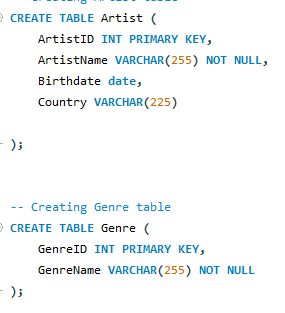 CREATE TABLE Artist (
ArtistID INT PRIMARY KEY,
ArtistName VARCHAR(255) NOT NULL,
Birthdate date,
Country VARCHAR(225)
);
-- Creating Genre table
CREATE TABLE Genre (
GenreID INT PRIMARY KEY,
GenreName VARCHAR(255) NOT NULL
);